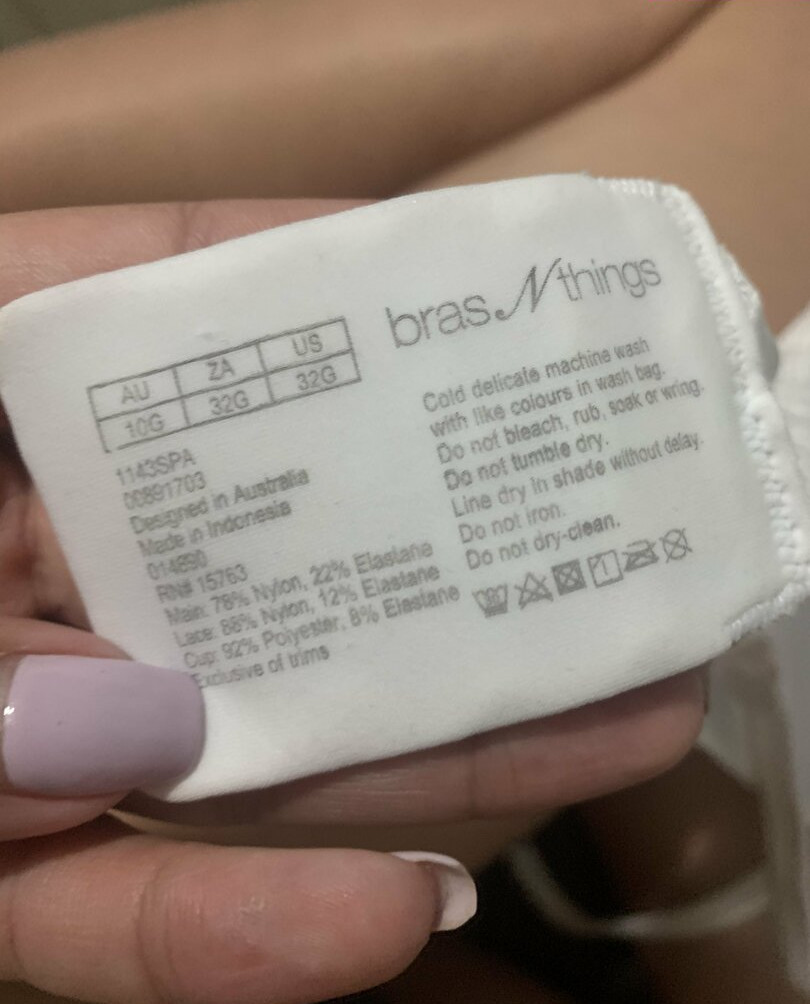 bras N things
AU ZA US
10G 32G 32G
1143SPA
00891703
Designed in Australia
Made in Indonesia
014890
RN# 15763
Main: 78% Nylon, 22% Elastane
Lace: 88% Nylon, 12% Elastane
Cup: 92% Polyester, 8% Elastane
Exclusive of trims
Cold delicate machine wash
with like colours in wash bag.
Do not bleach, rub, soak or wring.
Do not tumble dry.
Line dry in shade without delay.
Do not iron.
Do not dry-clean.